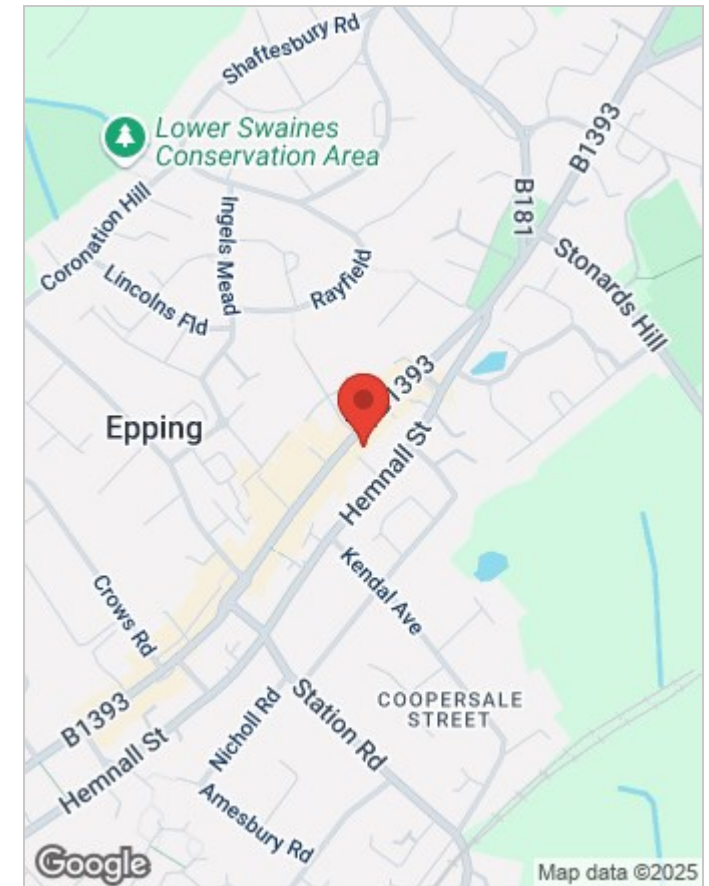 Shaftesbury Rd
Lower Swaines
Conservation Area
B1393
B181
Coronation Hill
Ingels Mead
Rayfield
Lincolns Fld
Stonards Hill
1393
Epping
Hemnall St
Kendal Ave
Crows Rd
COOPERSALE
STREET
Station Rd
Nicholl Rd
B1393
Hemnall St
Amesbury Rd
Google
Map data ©2025